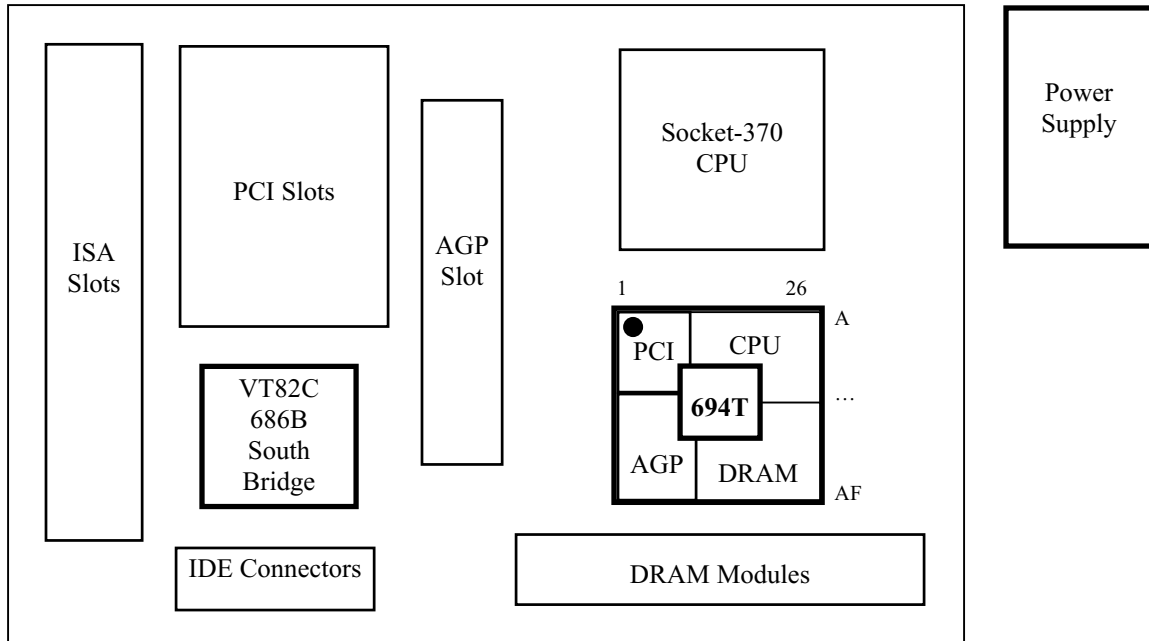 ISA
Slots
PCI Slots
VT82C
686B
South
Bridge
IDE Connectors
AGP
Slot
Socket-370
CPU
1
26
A
…
AF
PCI
CPU
694T
AGP
DRAM
DRAM Modules
Power
Supply